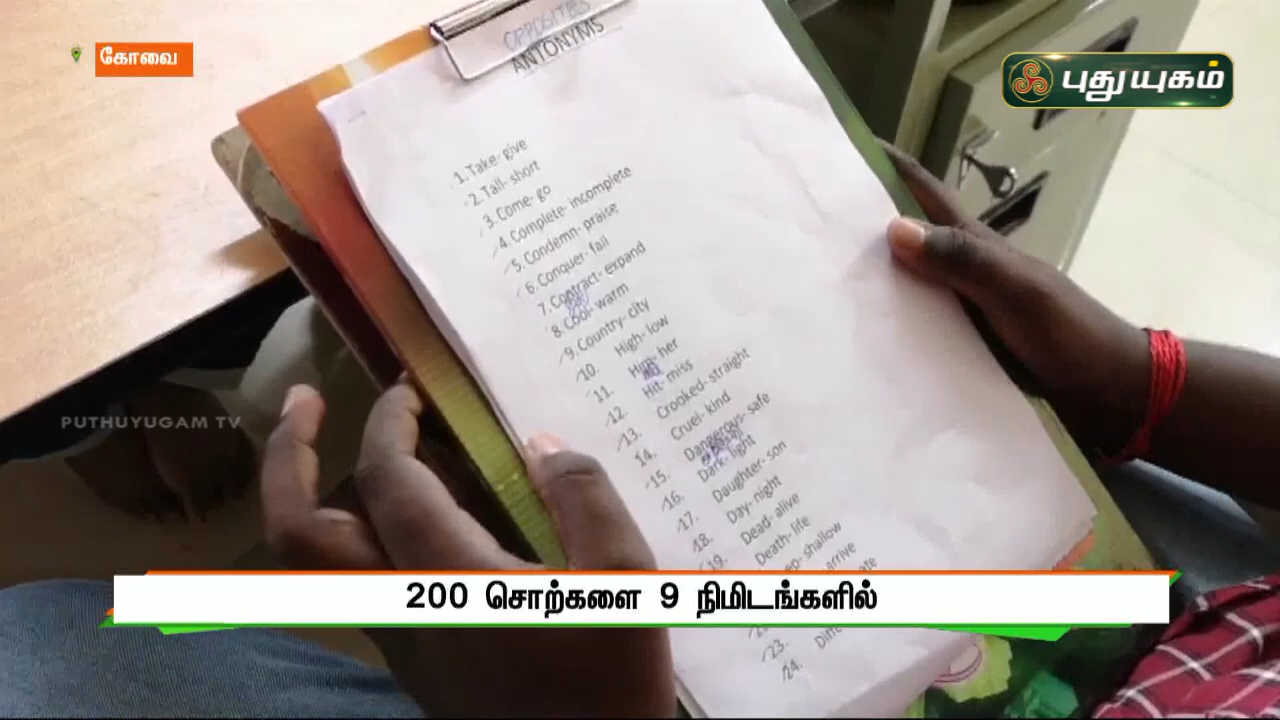 கோவை
புதுயுகம்
OPPOSITES
ANTONYMS
1. Take- give
2. Tall- short
3. Come- go
4. Complete- incomplete
5. Condemn- praise
6. Conquer- fail
7. Contract- expand
8. Cool- warm
9. Country- city
10. High- low
11. Him- her
12. Hit- miss
13. Crooked- straight
14. Cruel- kind
15. Dangerous- safe
16. Dark- light
17. Daughter- son
18. Day- night
19. Dead- alive
Death- life
shallow
arrive
23.
24.
PUTHUYUGAM TV
200 சொற்களை 9 நிமிடங்களில்